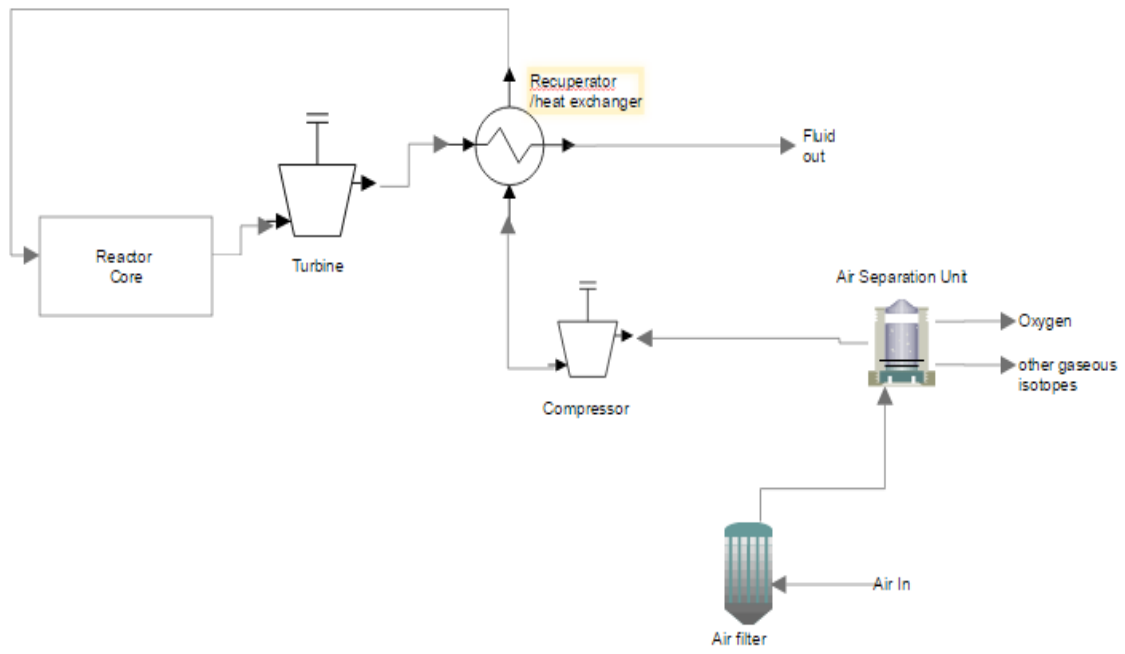 Recuperator
/heat exchanger
Fluid
out
Reactor
Core
Turbine
Air Separation Unit
Oxygen
other gaseous
isotopes
Compressor
Air In
Air filter